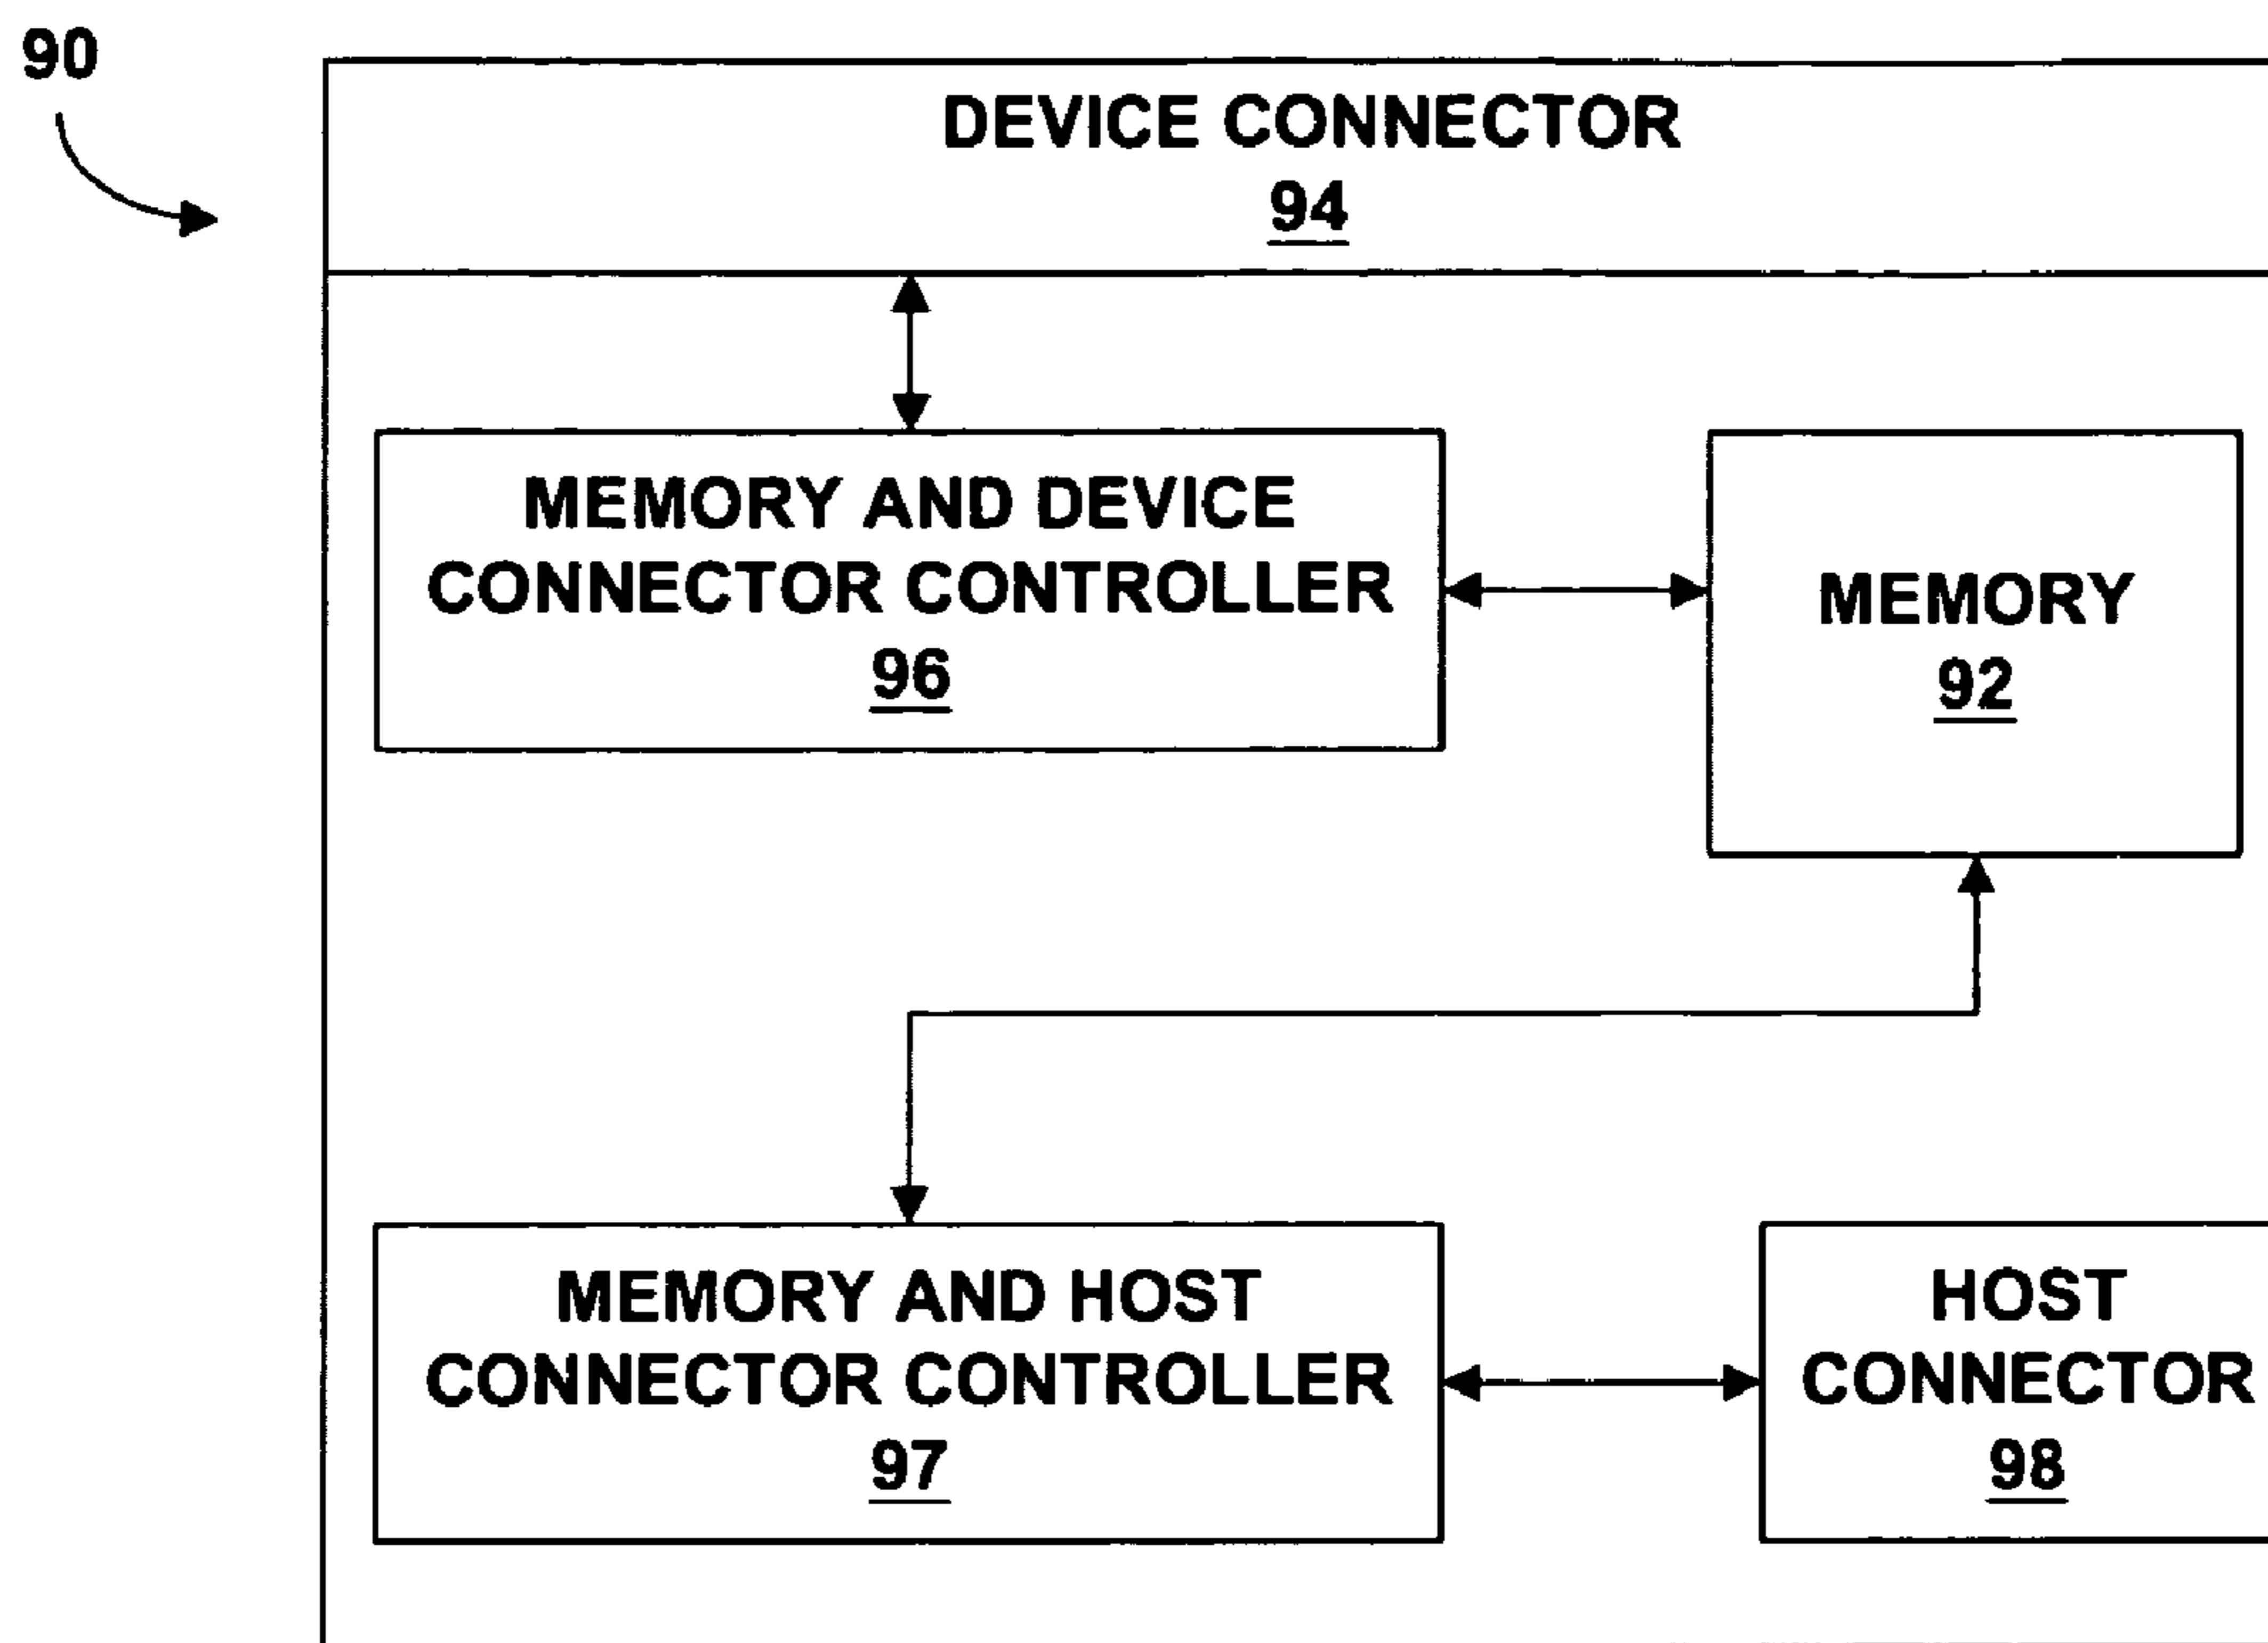 90
DEVICE CONNECTOR
94
MEMORY AND DEVICE
CONNECTOR CONTROLLER
96
MEMORY
92
MEMORY AND HOST
CONNECTOR CONTROLLER
97
HOST
CONNECTOR
98